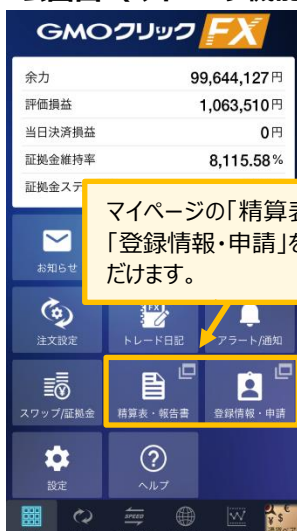 GMOクリック FX
余力 99,644,127円
評価損益 1,063,510円
当日決済損益 0円
証拠金維持率 8,115.58%
証拠金ステ
マイページの「精算表
「登録情報・申請」を
だけます。
お知らせ
注文設定 トレード日記 アラート/通知
スワップ/証拠金 精算表・報告書 登録情報・申請
設定 ヘルプ
SPEED